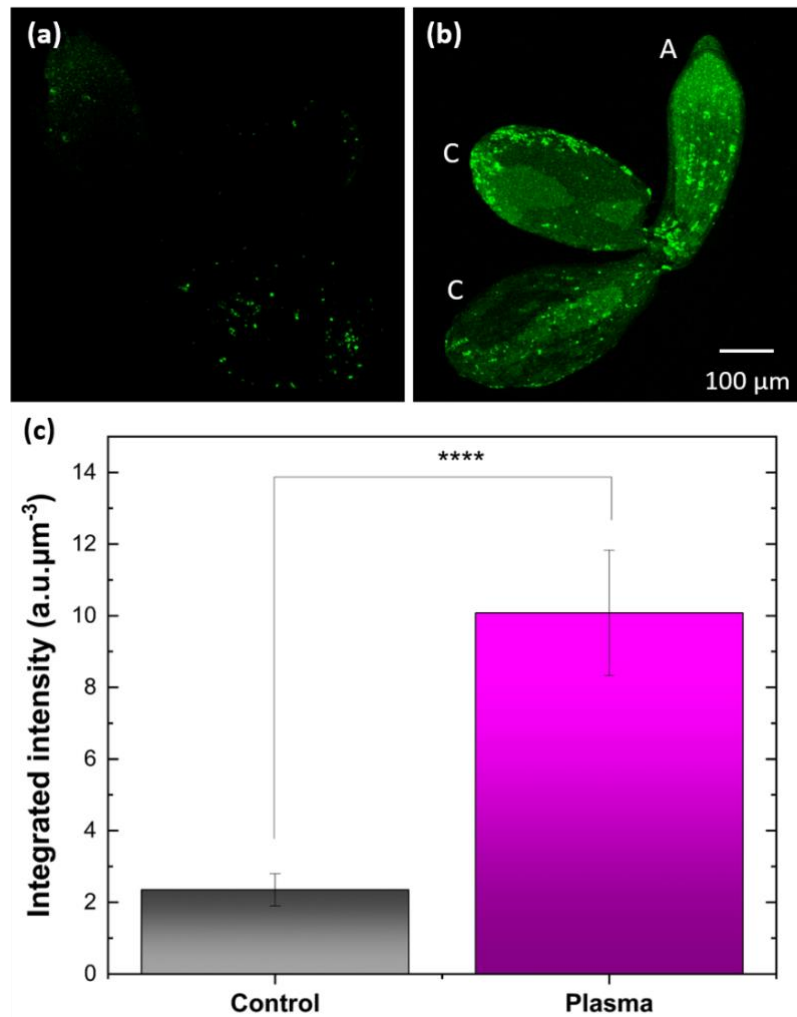 (a)
(b)
A
C
C
100 µm
(c)
****
Integrated intensity (a.u.µm⁻³)
14
12
10
8
6
4
2
0
Control
Plasma